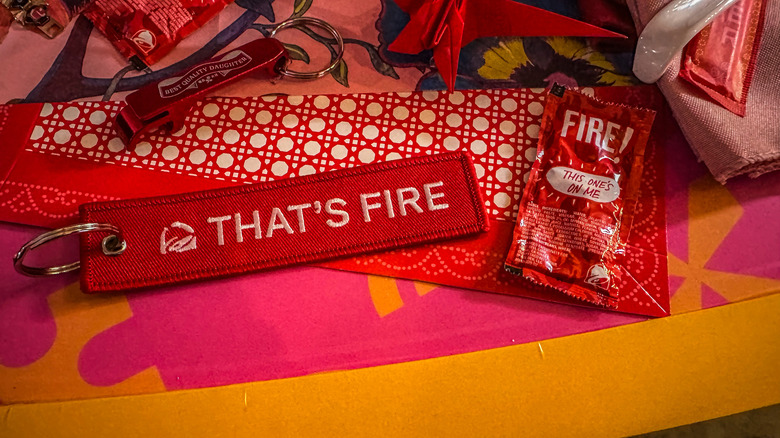 BEST QUALITY DAUGHTER
THAT'S FIRE
FIRE!
THIS ONE'S
ON ME